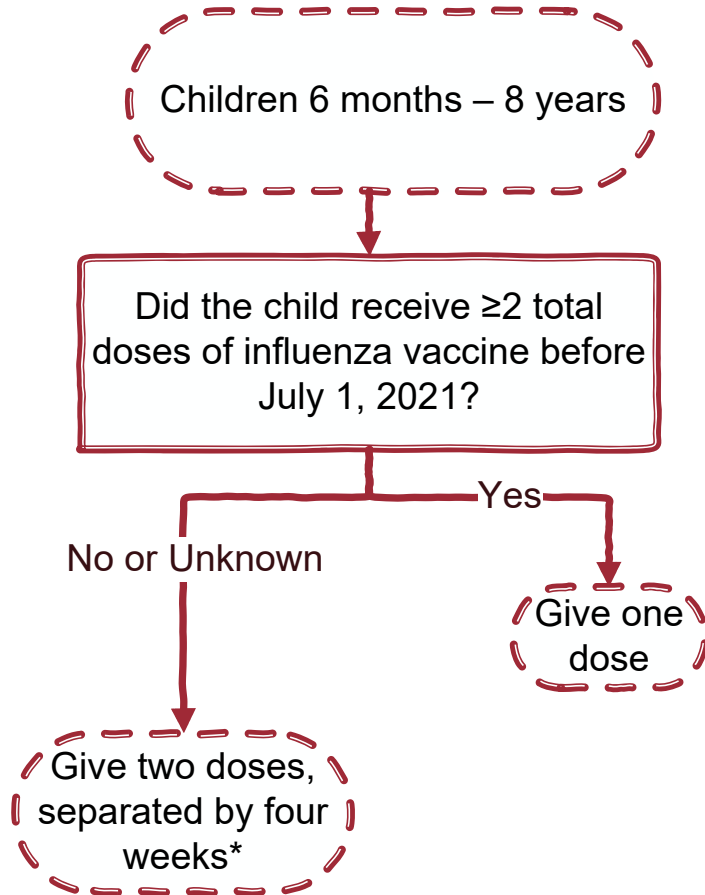 Children 6 months – 8 years
Did the child receive ≥2 total
doses of influenza vaccine before
July 1, 2021?
Yes
No or Unknown
Give one
dose
Give two doses,
separated by four
weeks*